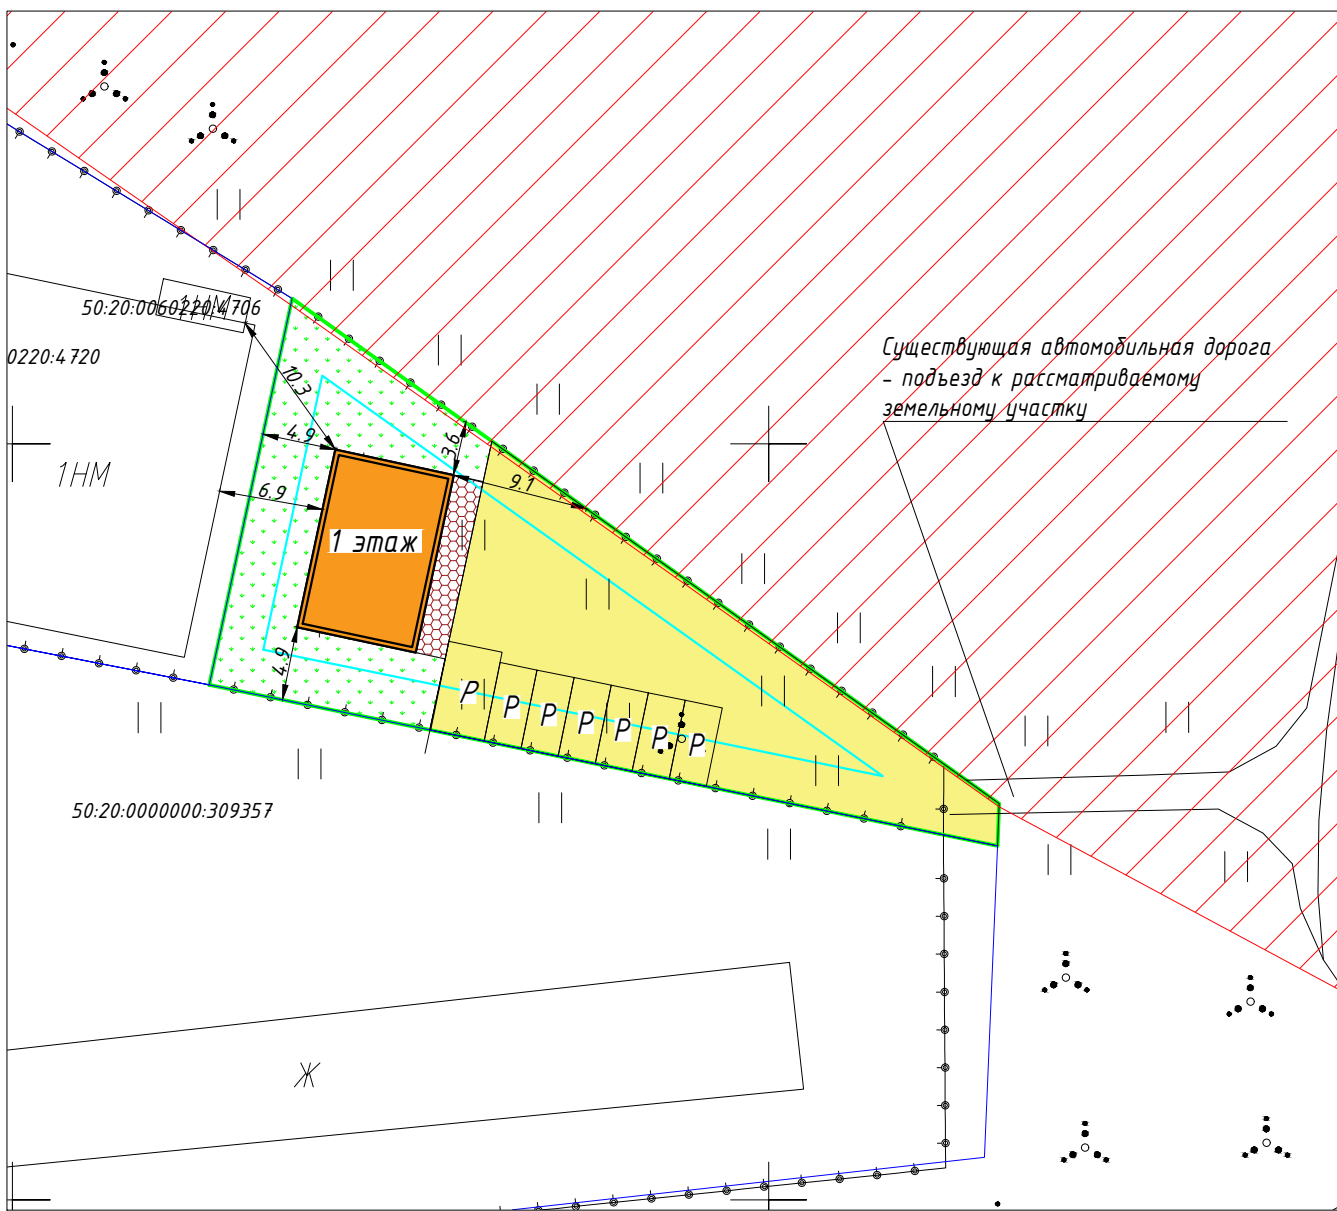 1НМ
50:20:0060220:4706
0220:4720
Существующая автомобильная дорога
- подъезд к рассматриваемому
земельному участку
10.3
4.9
3.6
9.1
1НМ
6.9
1 этаж
4.9
P
P
P
P
P
P
P
50:20:0000000:309357
Ж